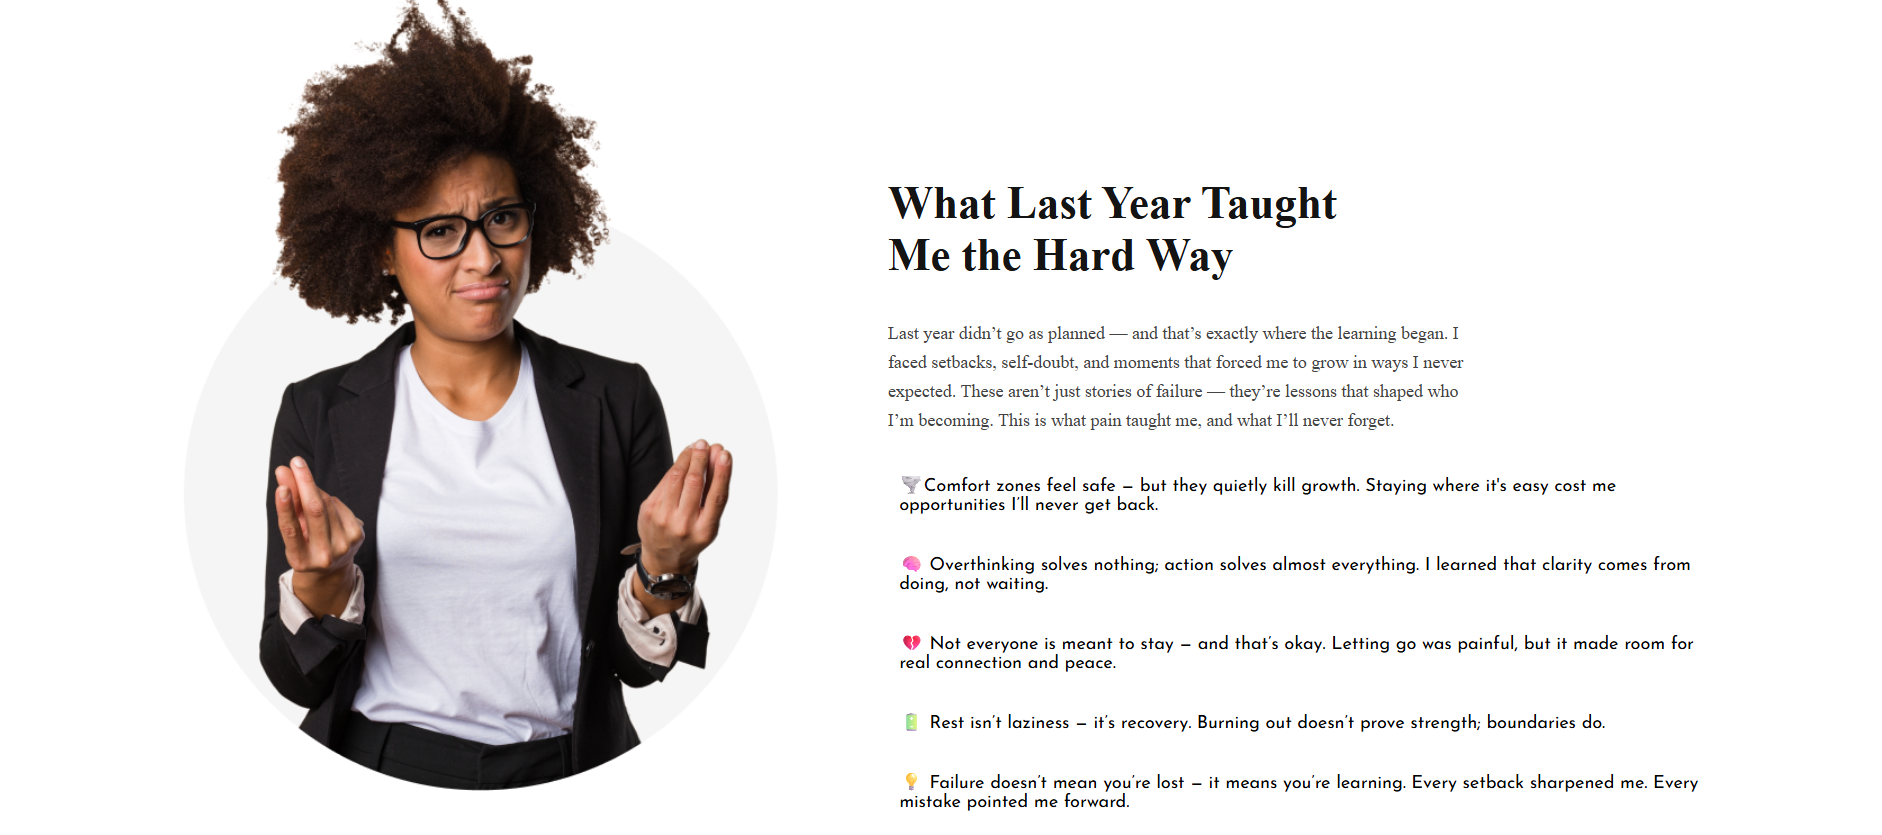 What Last Year Taught
Me the Hard Way
Last year didn’t go as planned — and that’s exactly where the learning began. I
faced setbacks, self-doubt, and moments that forced me to grow in ways I never
expected. These aren’t just stories of failure — they’re lessons that shaped who
I’m becoming. This is what pain taught me, and what I’ll never forget.
🌪️Comfort zones feel safe – but they quietly kill growth. Staying where it's easy cost me
opportunities I’ll never get back.
🧠 Overthinking solves nothing; action solves almost everything. I learned that clarity comes from
doing, not waiting.
💔 Not everyone is meant to stay – and that’s okay. Letting go was painful, but it made room for
real connection and peace.
🔋 Rest isn’t laziness – it’s recovery. Burning out doesn’t prove strength; boundaries do.
💡 Failure doesn’t mean you’re lost – it means you’re learning. Every setback sharpened me. Every
mistake pointed me forward.